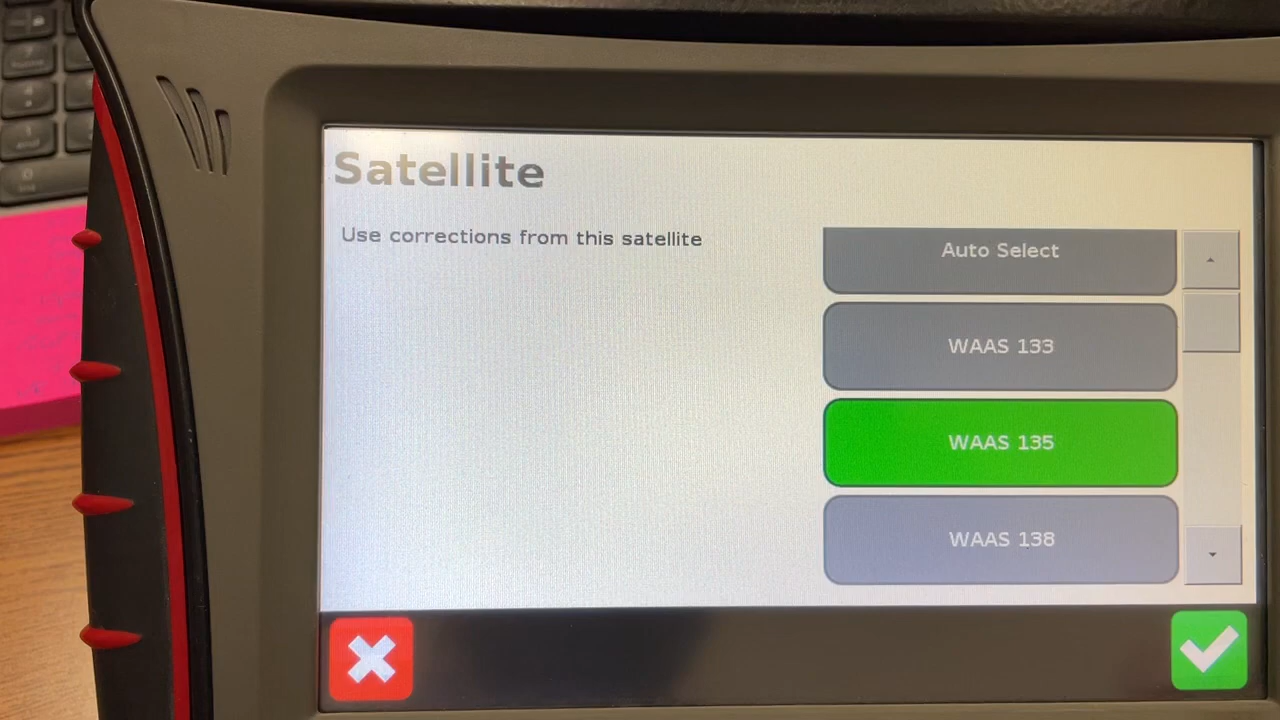 Satellite
Use corrections from this satellite
Auto Select
WAAS 133
WAAS 135
WAAS 138